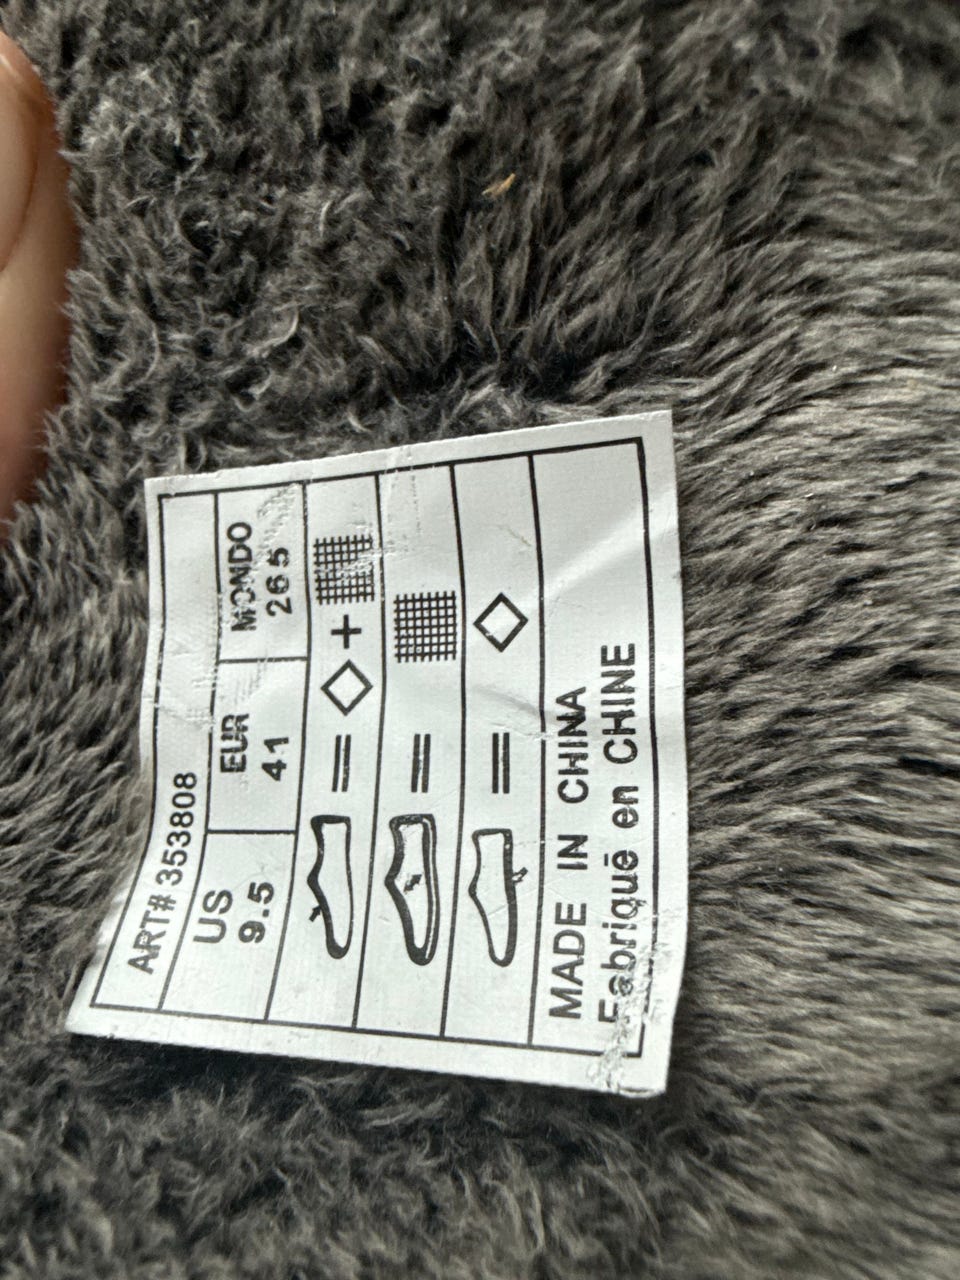 ART# 353808
US EUR MONDO
9.5 41 265
= ◇ + 
=
= ◇
MADE IN CHINA
Fabriqué en CHINE